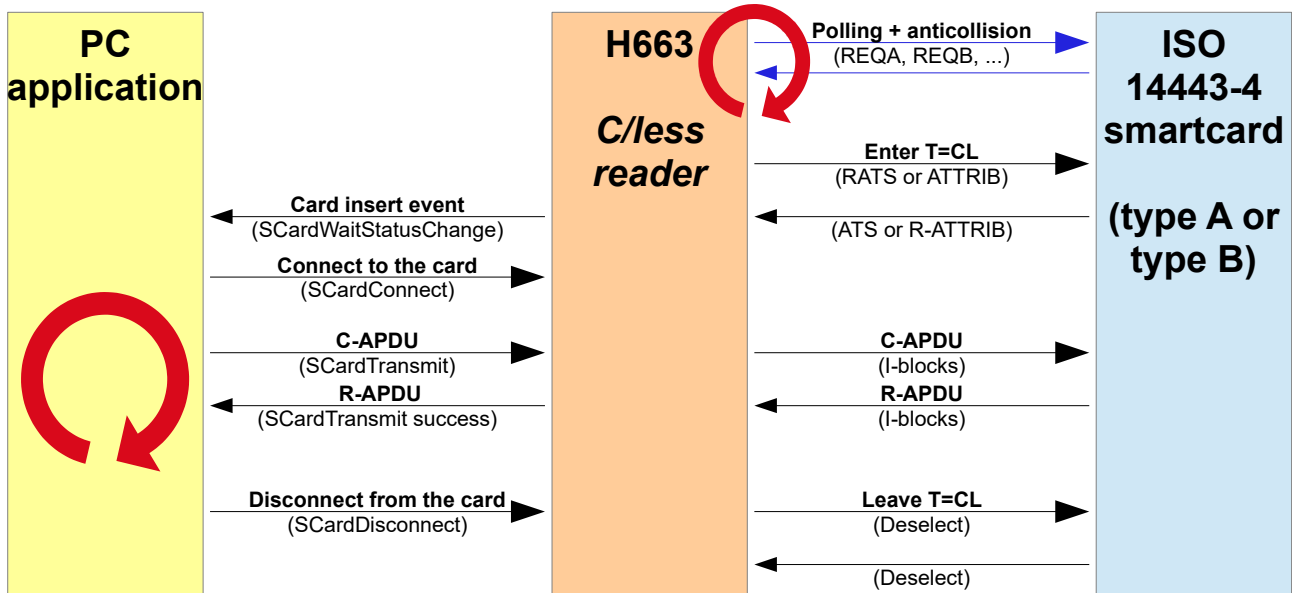 PC
application
H663
C/less
reader
ISO
14443-4
smartcard
(type A or
type B)
Polling + anticollision
(REQA, REQB, ...)
Enter T=CL
(RATS or ATTRIB)
Card insert event
(SCardWaitStatusChange)
(ATS or R-ATTRIB)
Connect to the card
(SCardConnect)
C-APDU
(SCardTransmit)
C-APDU
(I-blocks)
R-APDU
(SCardTransmit success)
R-APDU
(I-blocks)
Disconnect from the card
(SCardDisconnect)
Leave T=CL
(Deselect)
(Deselect)